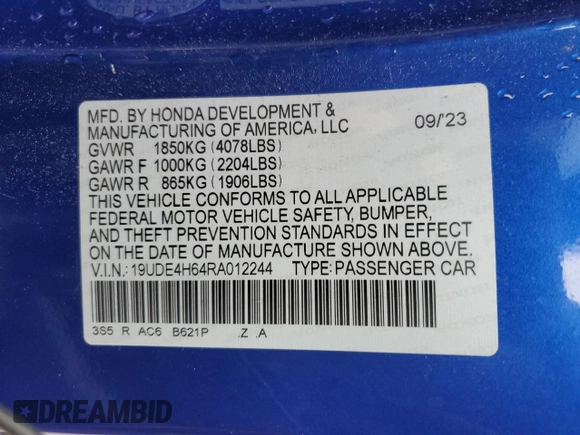 MFD. BY HONDA DEVELOPMENT &
MANUFACTURING OF AMERICA, LLC 09/'23
GVWR 1850KG (4078LBS)
GAWR F 1000KG (2204LBS)
GAWR R 865KG (1906LBS)
THIS VEHICLE CONFORMS TO ALL APPLICABLE
FEDERAL MOTOR VEHICLE SAFETY, BUMPER,
AND THEFT PREVENTION STANDARDS IN EFFECT
ON THE DATE OF MANUFACTURE SHOWN ABOVE.
V.I.N.: 19UDE4H64RA012244 TYPE: PASSENGER CAR
3S5 R AC6 B621P .Z .A
DREAMBID